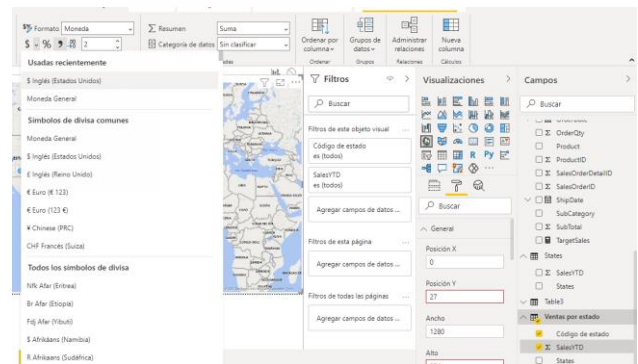 Formato Moneda
Resumen Suma
$ % 9 2
Categoría de datos Sin clasificar
Ordenar por columna
Grupos de datos
Administrar relaciones
Nueva columna
Ordenar
Grupos
Relaciones
Cálculos
Usadas recientemente
$ Inglés (Estados Unidos)
Moneda General
Símbolos de divisa comunes
Moneda General
$ Inglés (Estados Unidos)
£ Inglés (Reino Unido)
€ Euro (€ 123)
€ Euro (123 €)
¥ Chinese (PRC)
CHF Francés (Suiza)
Todos los símbolos de divisa
Nfk Afar (Eritrea)
Br Afar (Etiopía)
Fdj Afar (Yibuti)
$ Afrikáans (Namibia)
R Afrikaans (Sudáfrica)
Filtros
Buscar
Filtros de este objeto visual ...
Código de estado
es (todos)
SalesYTD
es (todos)
Agregar campos de datos ...
Filtros de esta página ...
Agregar campos de datos ...
Filtros de todas las páginas ...
Agregar campos de datos ...
Visualizaciones
R Py
Buscar
General
Posición X
0
Posición Y
27
Ancho
1280
Alto
Campos
Buscar
OrderQty
Product
ProductID
SalesOrderDetailID
SalesOrderID
ShipDate
SubCategory
SubTotal
TargetSales
States
SalesYTD
States
Table3
Ventas por estado
Código de estado
SalesYTD
States